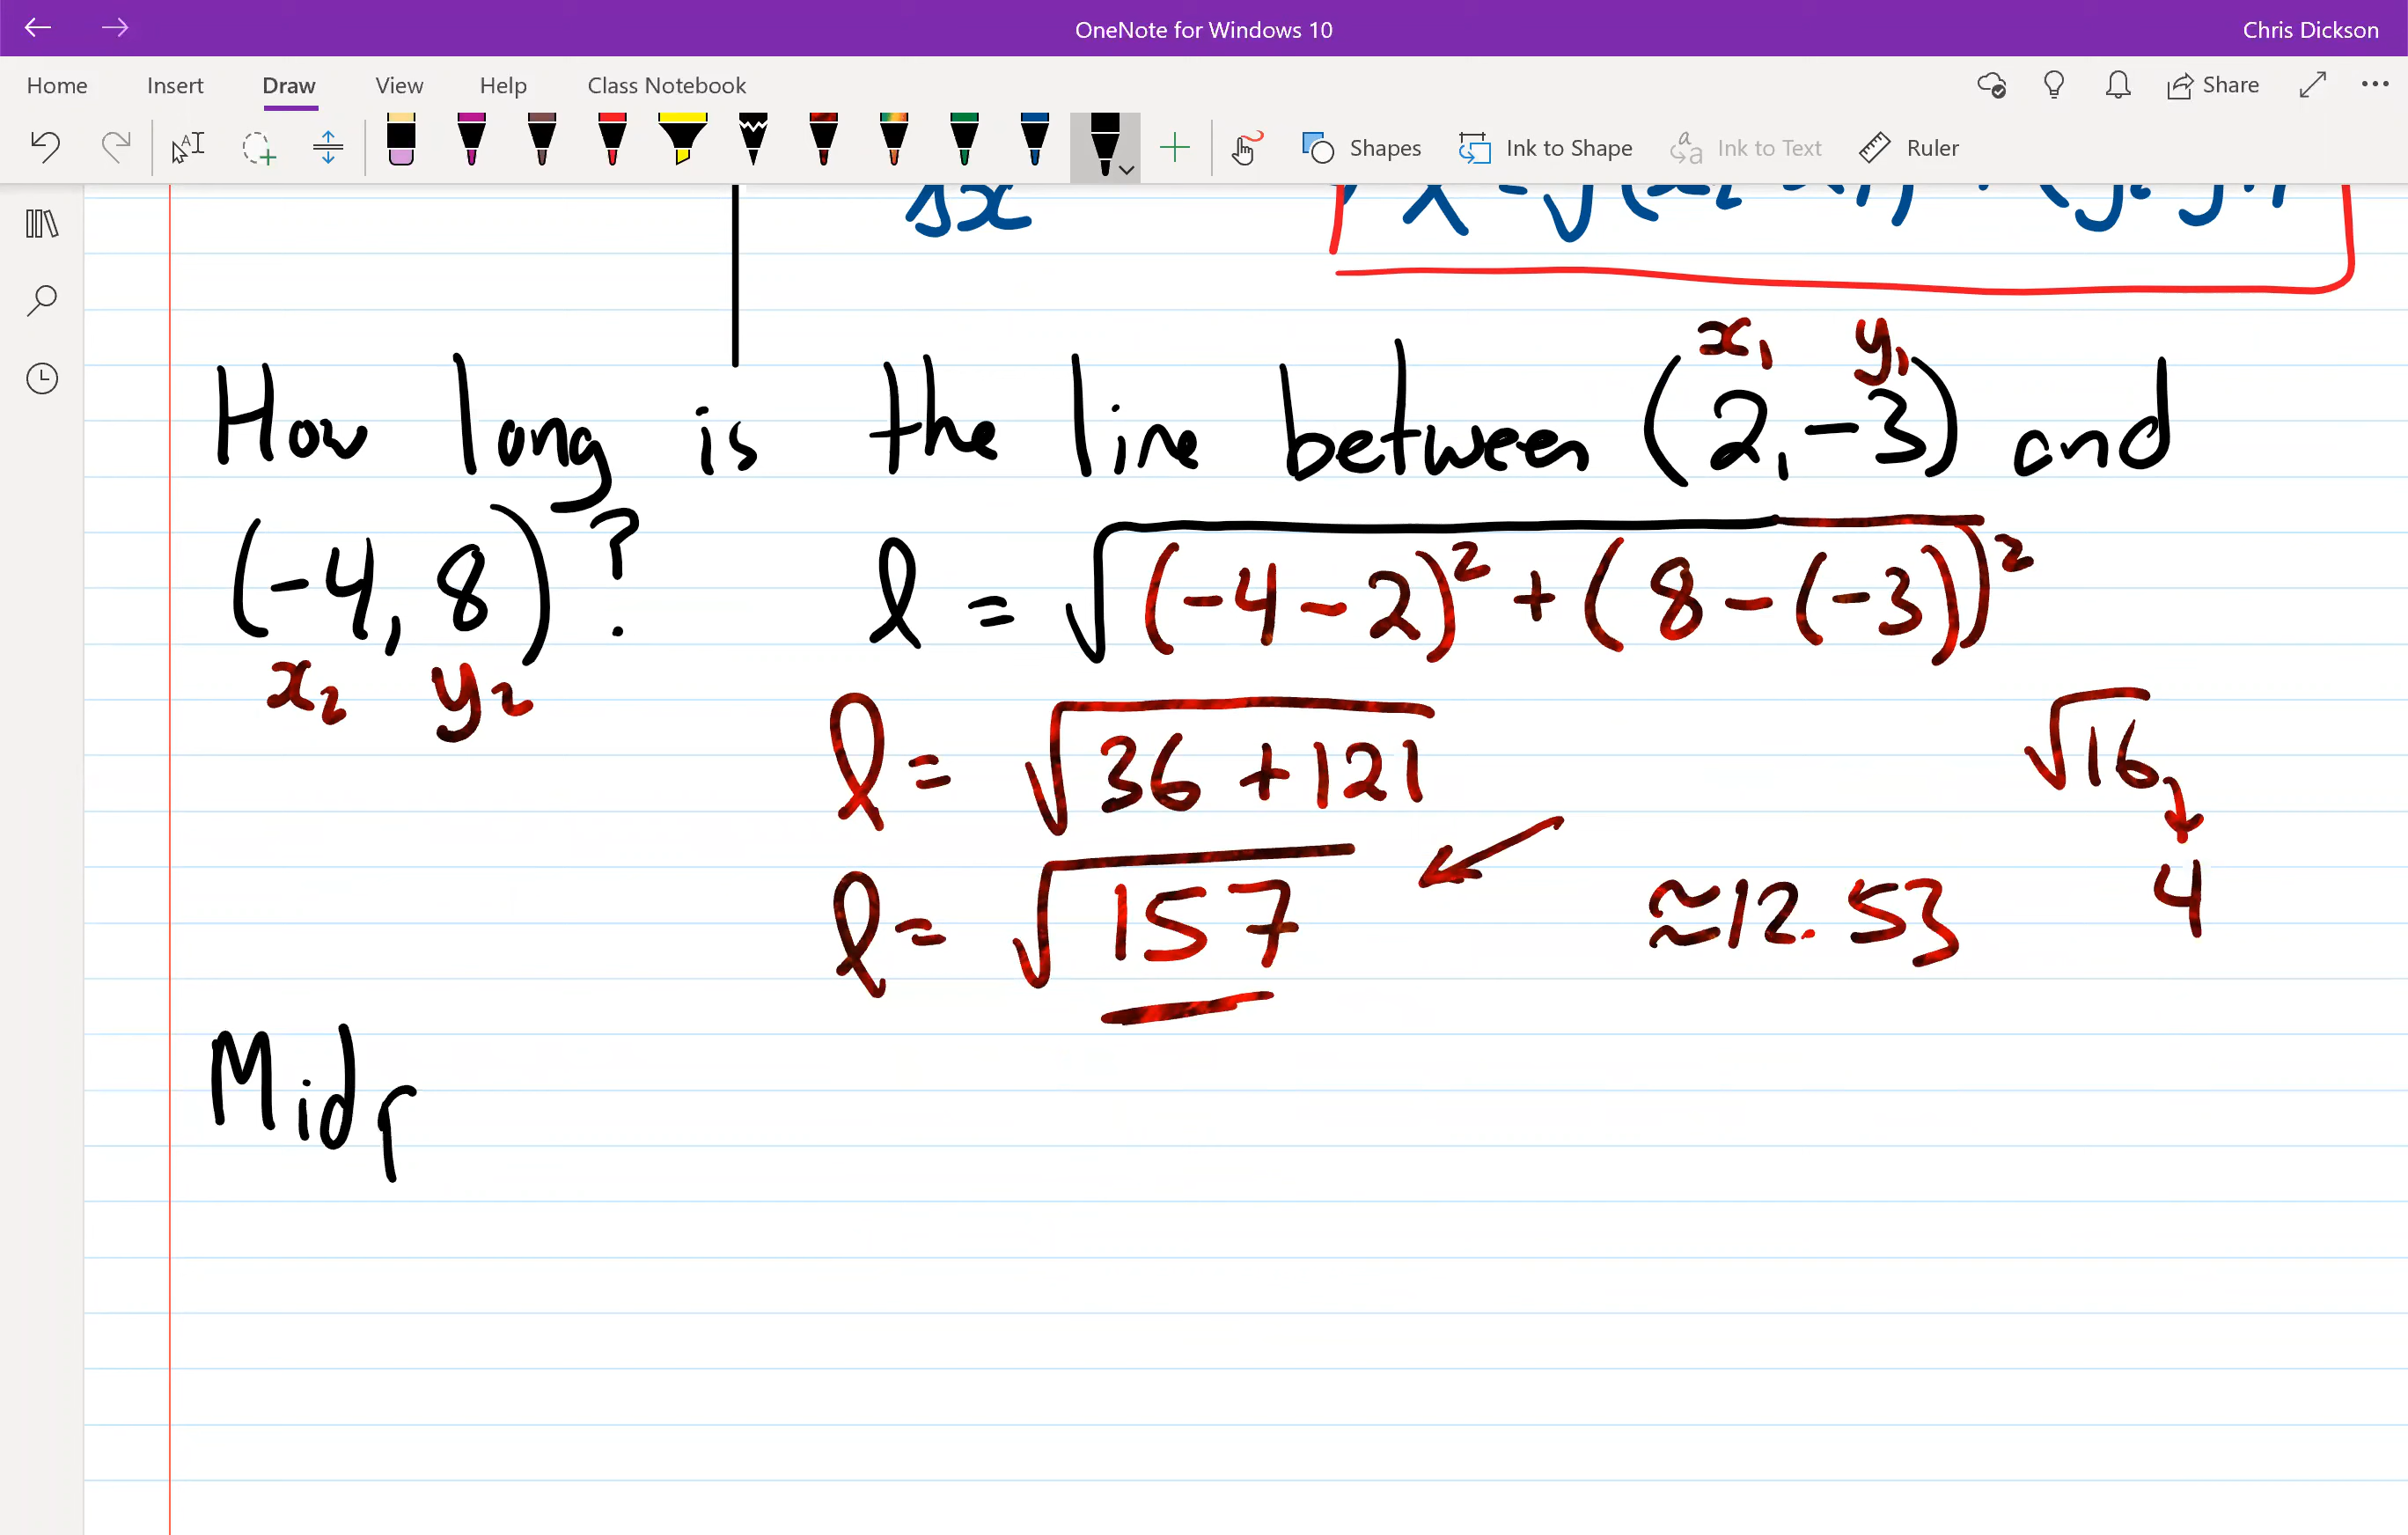 OneNote for Windows 10
Chris Dickson
Home Insert Draw View Help Class Notebook Share
Shapes Ink to Shape Ink to Text Ruler
x₁ y₁
How long is the line between (2, -3) and
(-4, 8)? l = √((-4-2)² + (8-(-3))²)
x₂ y₂
l = √(36+121)
√16
4
l = √157 ≈12.53
Midp